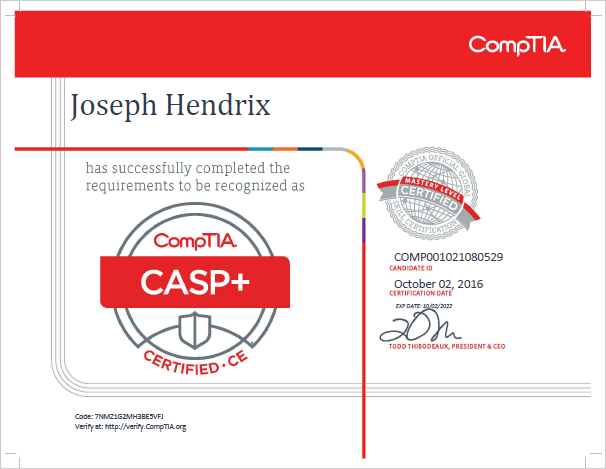 CompTIA.
Joseph Hendrix
has successfully completed the
requirements to be recognized as
CompTIA.
CASP+
CERTIFIED·CE
COMPTIA OFFICIAL GLOBAL
MASTERY LEVEL
CERTIFIED
SKILL CERTIFICATION
COMP001021080529
CANDIDATE ID
October 02, 2016
CERTIFICATION DATE
EXP DATE: 10/02/2022
TODD THIBODEAUX, PRESIDENT & CEO
Code: 7NMZ1G2MH3BE5VFJ
Verify at: http://verify.CompTIA.org